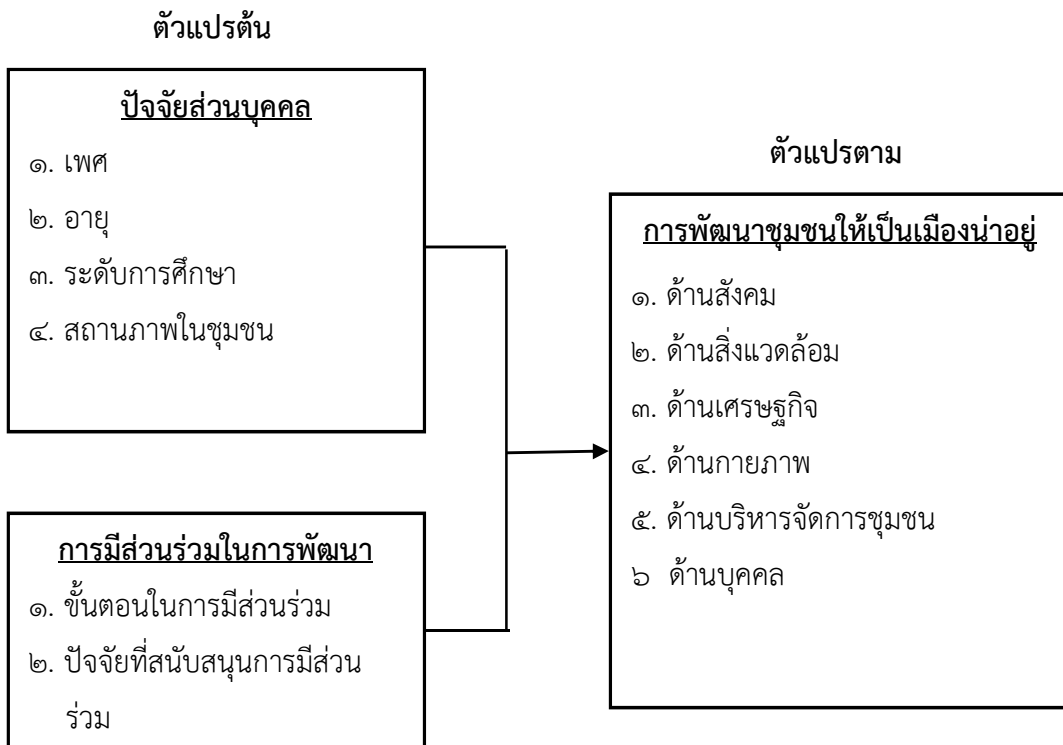 ตัวแปรต้น
ปัจจัยส่วนบุคคล
๑. เพศ
๒. อายุ
๓. ระดับการศึกษา
๔. สถานภาพในชุมชน
การมีส่วนร่วมในการพัฒนา
๑. ขั้นตอนในการมีส่วนร่วม
๒. ปัจจัยที่สนับสนุนการมีส่วน
ร่วม
ตัวแปรตาม
การพัฒนาชุมชนให้เป็นเมืองน่าอยู่
๑. ด้านสังคม
๒. ด้านสิ่งแวดล้อม
๓. ด้านเศรษฐกิจ
๔. ด้านกายภาพ
๕. ด้านบริหารจัดการชุมชน
๖ ด้านบุคคล